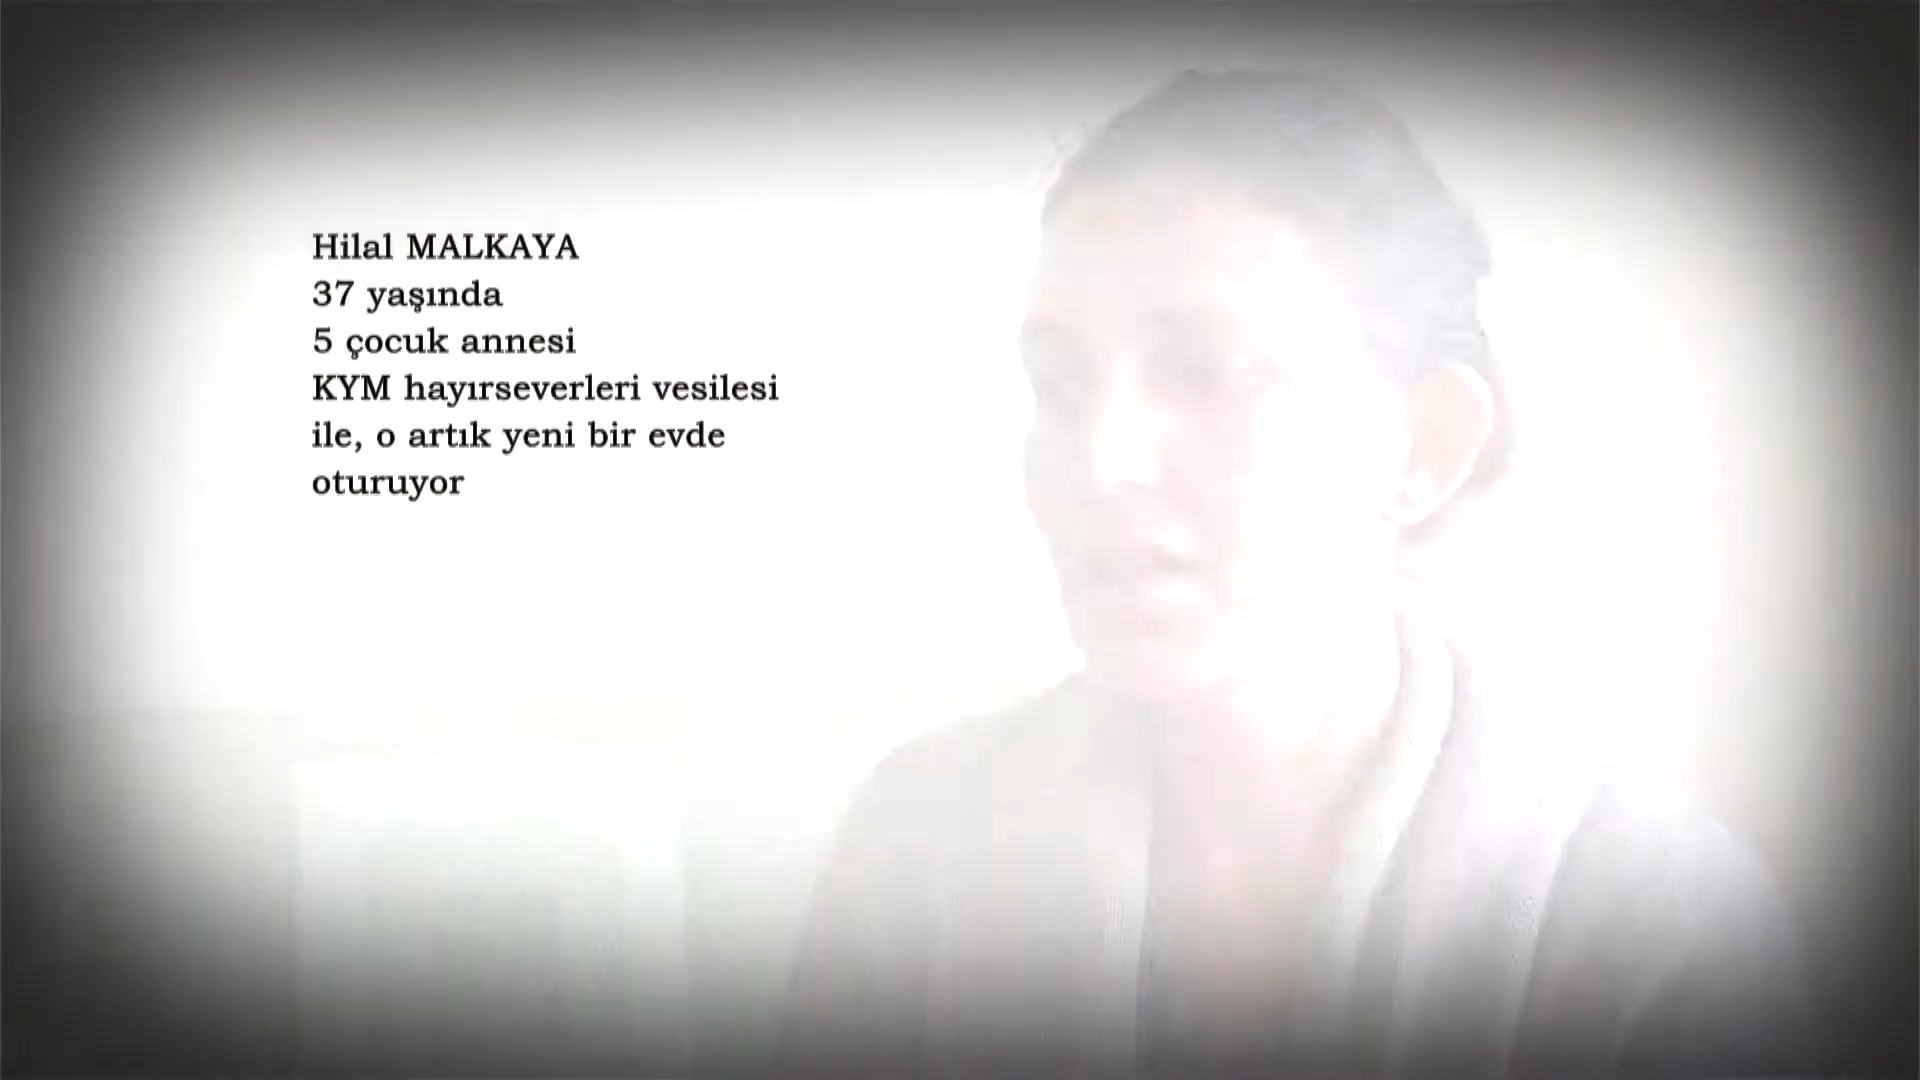 Hilal MALKAYA
37 yaşında
5 çocuk annesi
KYM hayırseverleri vesilesi
ile, o artık yeni bir evde
oturuyor